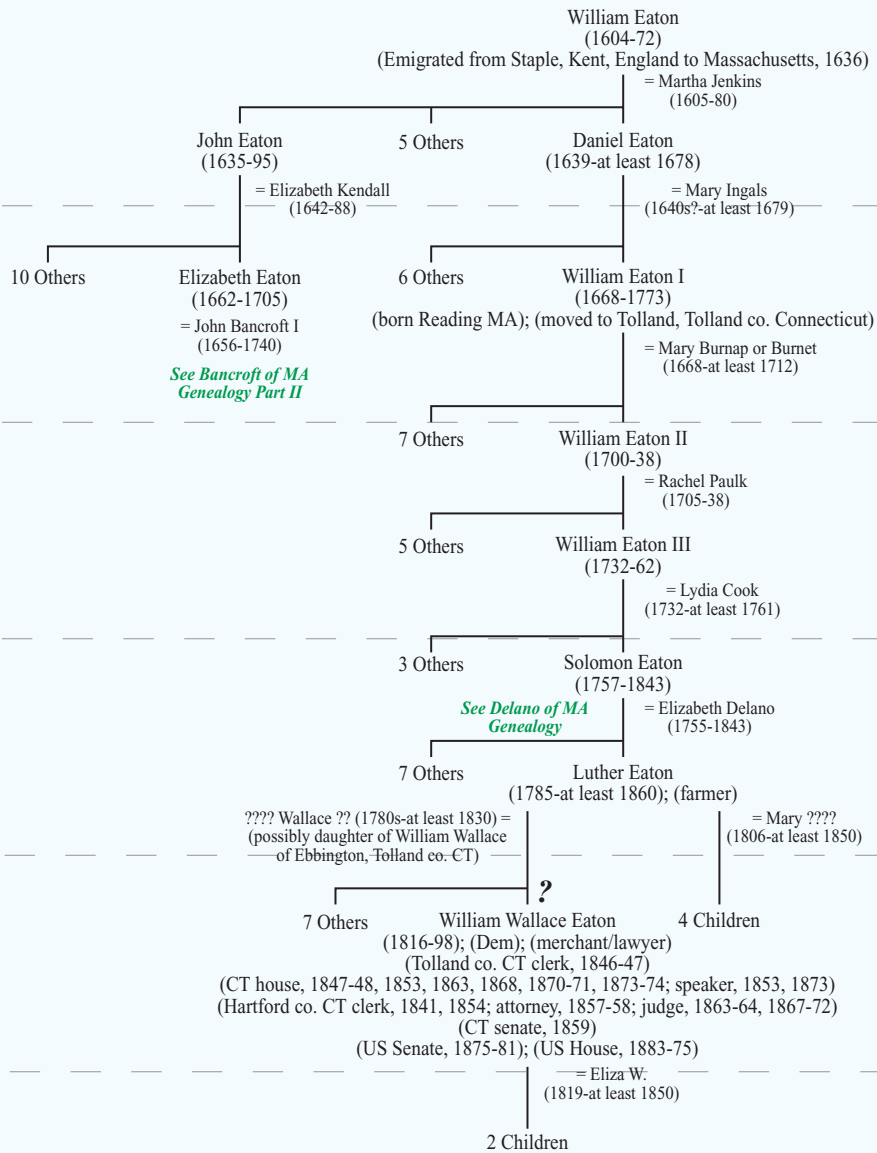 William Eaton
(1604-72)
(Emigrated from Staple, Kent, England to Massachusetts, 1636)
= Martha Jenkins
(1605-80)
John Eaton
(1635-95)
5 Others
Daniel Eaton
(1639-at least 1678)
= Elizabeth Kendall
(1642-88)
= Mary Ingals
(1640s?-at least 1679)
10 Others
Elizabeth Eaton
(1662-1705)
= John Bancroft I
(1656-1740)
See Bancroft of MA
Genealogy Part II
6 Others
William Eaton I
(1668-1773)
(born Reading MA); (moved to Tolland, Tolland co. Connecticut)
= Mary Burnap or Burnet
(1668-at least 1712)
7 Others
William Eaton II
(1700-38)
= Rachel Paulk
(1705-38)
5 Others
William Eaton III
(1732-62)
= Lydia Cook
(1732-at least 1761)
3 Others
Solomon Eaton
(1757-1843)
See Delano of MA
Genealogy
= Elizabeth Delano
(1755-1843)
7 Others
Luther Eaton
(1785-at least 1860); (farmer)
???? Wallace ?? (1780s-at least 1830) =
(possibly daughter of William Wallace
of Ebbington, Tolland co. CT)
= Mary ????
(1806-at least 1850)
?
7 Others
William Wallace Eaton
4 Children
(1816-98); (Dem); (merchant/lawyer)
(Tolland co. CT clerk, 1846-47)
(CT house, 1847-48, 1853, 1863, 1868, 1870-71, 1873-74; speaker, 1853, 1873)
(Hartford co. CT clerk, 1841, 1854; attorney, 1857-58; judge, 1863-64, 1867-72)
(CT senate, 1859)
(US Senate, 1875-81); (US House, 1883-75)
= Eliza W.
(1819-at least 1850)
2 Children